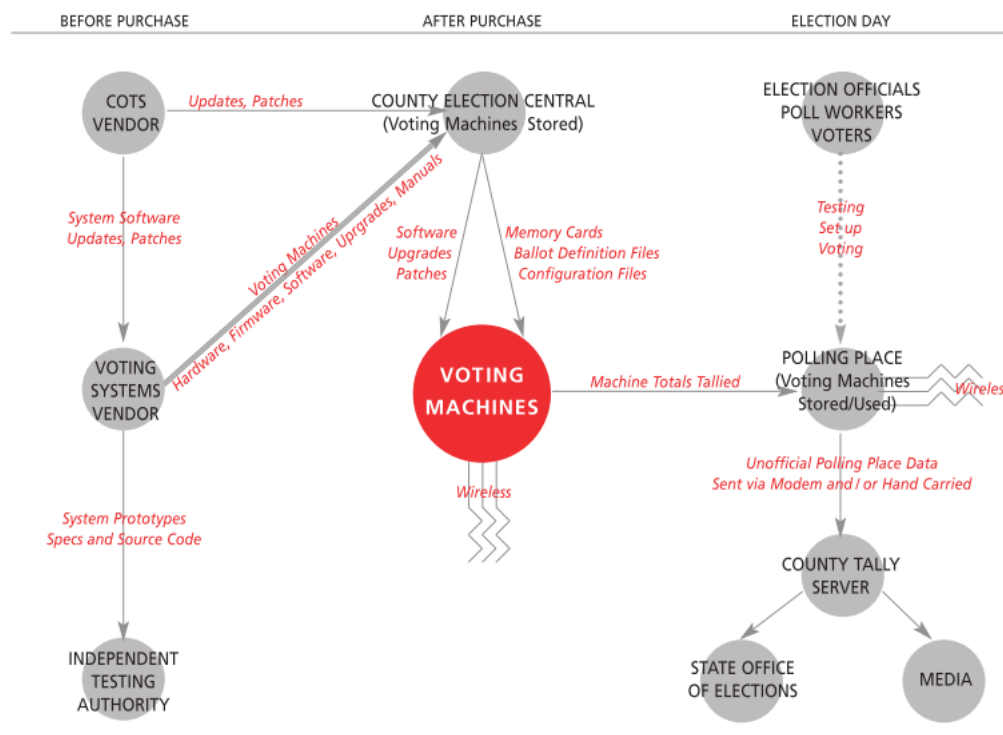 BEFORE PURCHASE
AFTER PURCHASE
ELECTION DAY
COTS
VENDOR
Updates, Patches
COUNTY ELECTION CENTRAL
(Voting Machines Stored)
ELECTION OFFICIALS
POLL WORKERS
VOTERS
System Software
Updates, Patches
Voting Machines
Hardware, Firmware, Software, Uprgrades, Manuals
Software
Upgrades
Patches
Memory Cards
Ballot Definition Files
Configuration Files
Testing
Set up
Voting
VOTING
SYSTEMS
VENDOR
VOTING
MACHINES
Machine Totals Tallied
POLLING PLACE
(Voting Machines
Stored/Used)
Wireles
Wireless
Unofficial Polling Place Data
Sent via Modem and / or Hand Carried
System Prototypes
Specs and Source Code
COUNTY TALLY
SERVER
INDEPENDENT
TESTING
AUTHORITY
STATE OFFICE
OF ELECTIONS
MEDIA